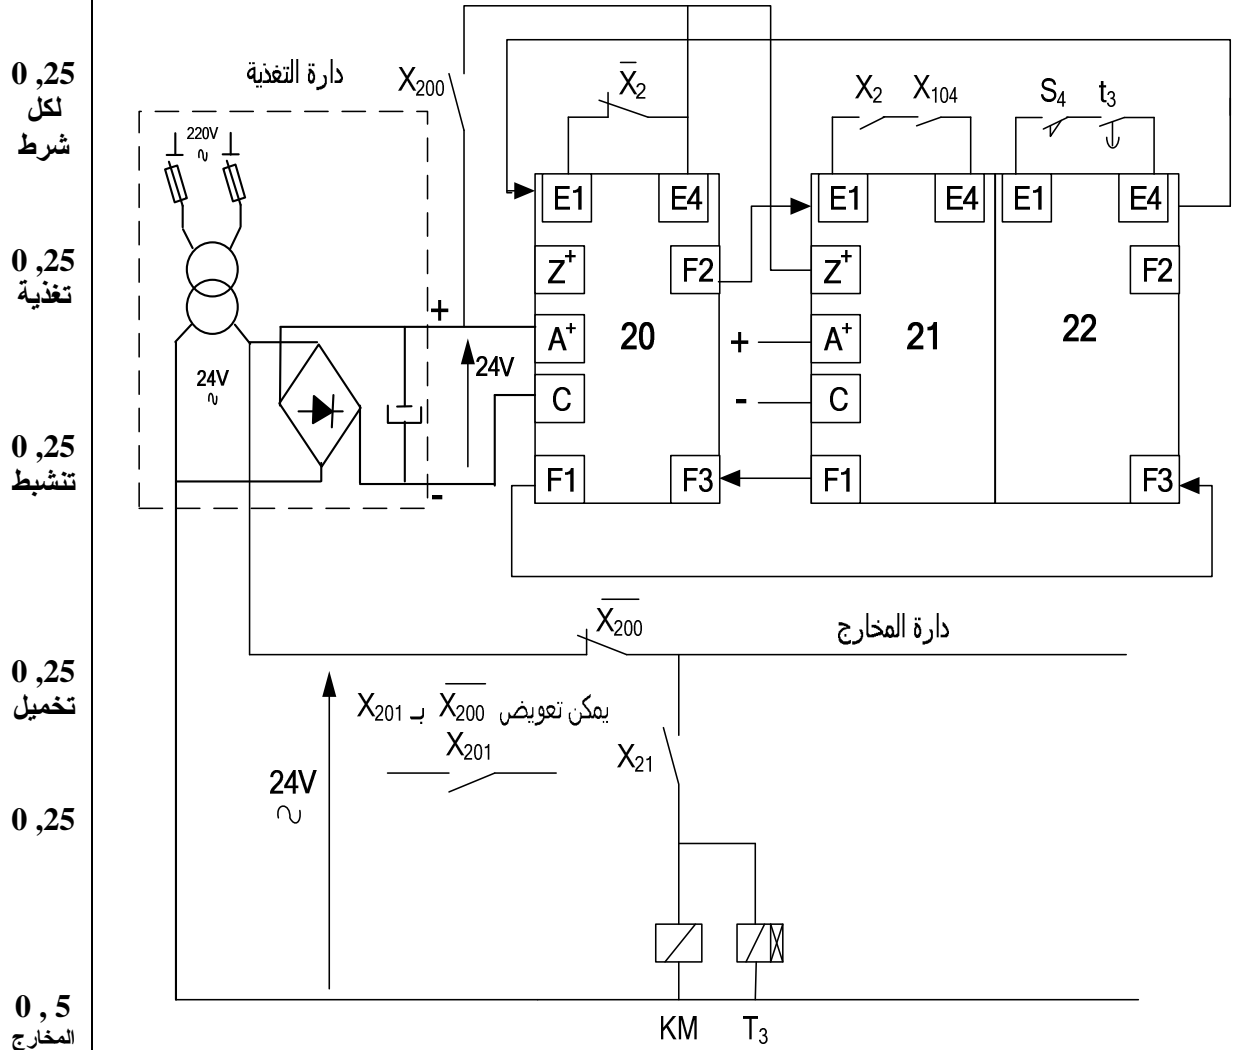 0 ,25
لكل
شرط
0 ,25
تغذية
0 ,25
تنشبط
0 ,25
تخميل
0 ,25
0 , 5
المخارج
دارة التغذية
X200
220V
∿
24V
∿
+
24V
-
X̅2
E1 E4
Z+ F2
A+ 20
C
F1 F3
X2 X104
S4 t3
E1 E4 E1 E4
Z+ F2
+ A+ 21 22
- C
F1 F3
X̅200
دارة المخارج
يمكن تعويض X̅200 بـ X201
X201
X21
24V
∿
KM T3